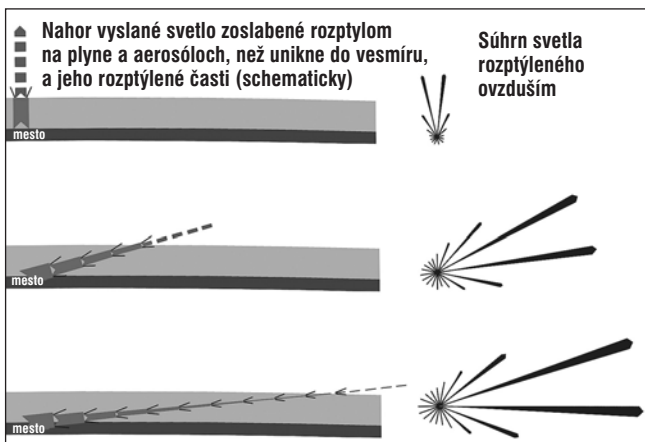 Nahor vyslané svetlo zoslabené rozptylom
na plyne a aerosóloch, než unikne do vesmíru,
a jeho rozptýlené časti (schematicky)
Súhrn svetla
rozptýleného
ovzduším
mesto
mesto
mesto